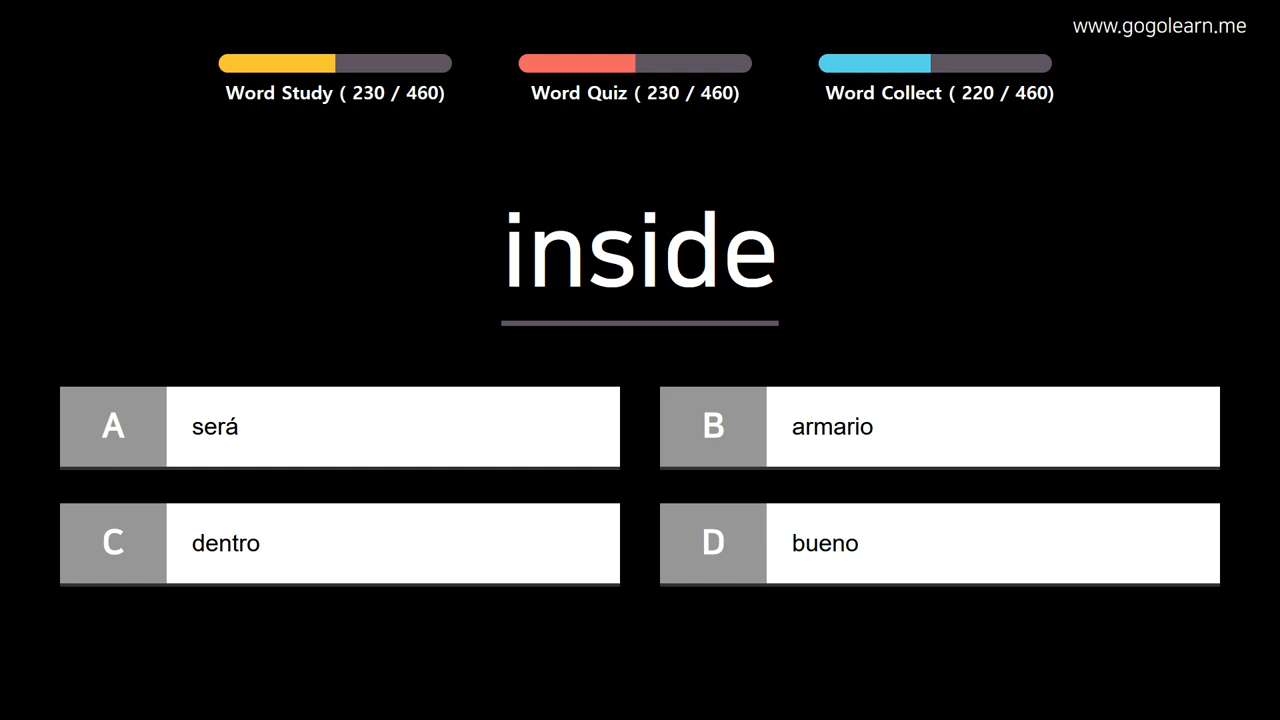 www.gogolearn.me
Word Study ( 230 / 460)
Word Quiz ( 230 / 460)
Word Collect ( 220 / 460)
inside
A será
B armario
C dentro
D bueno